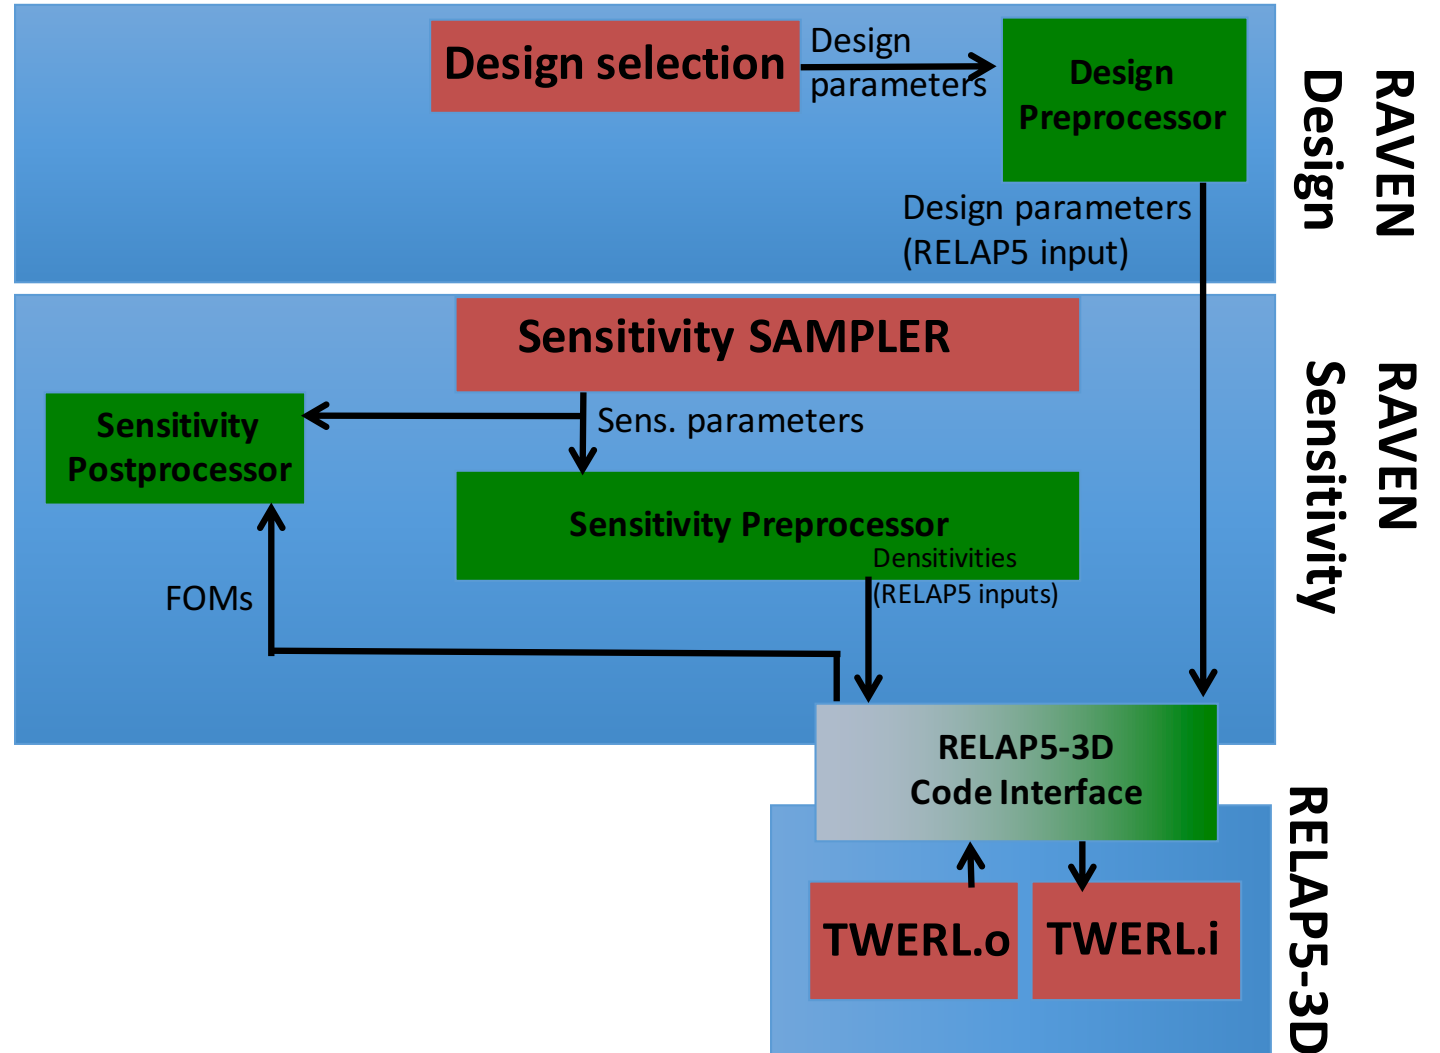 Design selection
Design
parameters
Design
Preprocessor
RAVEN
Design
Design parameters
(RELAP5 input)
Sensitivity SAMPLER
Sensitivity
Postprocessor
Sens. parameters
Sensitivity Preprocessor
Densitivities
(RELAP5 inputs)
FOMs
RAVEN
Sensitivity
RELAP5-3D
Code Interface
TWERL.o
TWERL.i
RELAP5-3D